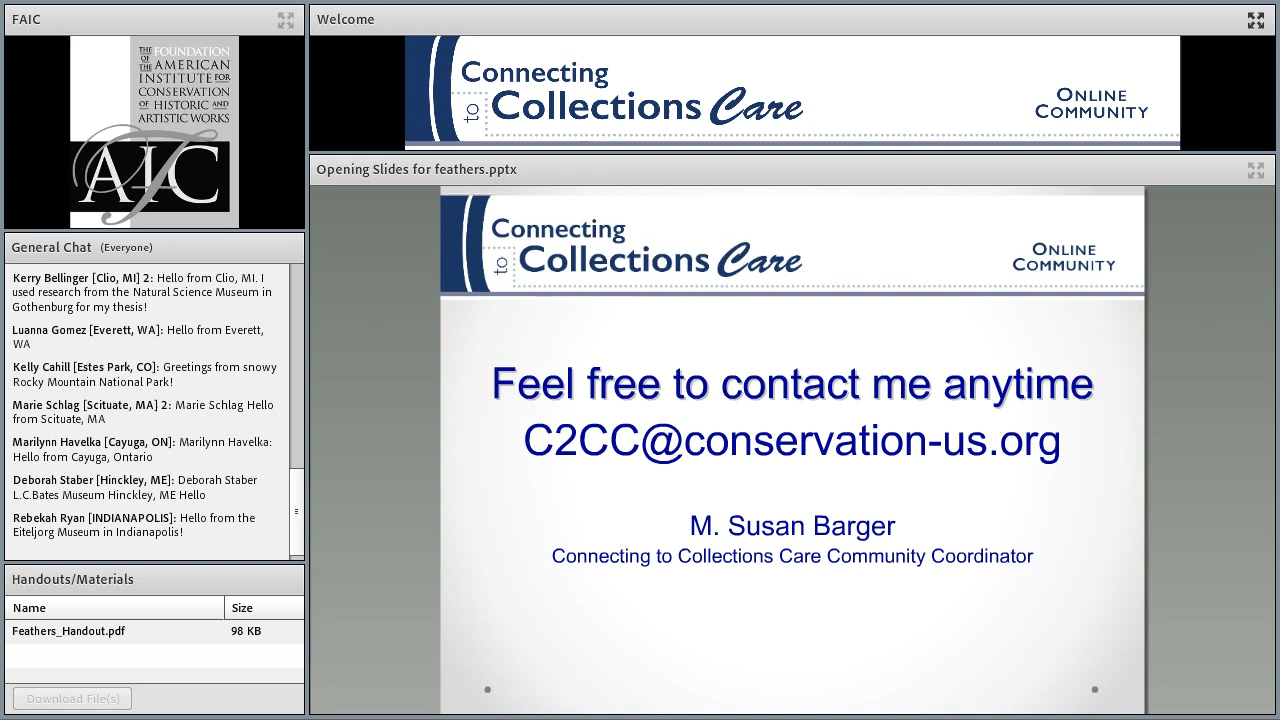 FAIC
THE FOUNDATION
OF THE AMERICAN
INSTITUTE FOR
CONSERVATION
OF HISTORIC AND
ARTISTIC WORKS
AIC
General Chat (Everyone)
Kerry Bellinger [Clio, MI] 2: Hello from Clio, MI. I
used research from the Natural Science Museum in
Gothenburg for my thesis!
Luanna Gomez [Everett, WA]: Hello from Everett,
WA
Kelly Cahill [Estes Park, CO]: Greetings from snowy
Rocky Mountain National Park!
Marie Schlag [Scituate, MA] 2: Marie Schlag Hello
from Scituate, MA
Marilynn Havelka [Cayuga, ON]: Marilynn Havelka:
Hello from Cayuga, Ontario
Deborah Staber [Hinckley, ME]: Deborah Staber
L.C.Bates Museum Hinckley, ME Hello
Rebekah Ryan [INDIANAPOLIS]: Hello from the
Eiteljorg Museum in Indianapolis!
Handouts/Materials
Name Size
Feathers_Handout.pdf 98 KB
Download File(s)
Welcome
Connecting
to Collections Care
ONLINE
COMMUNITY
Opening Slides for feathers.pptx
Connecting
to Collections Care
ONLINE
COMMUNITY
Feel free to contact me anytime
C2CC@conservation-us.org
M. Susan Barger
Connecting to Collections Care Community Coordinator